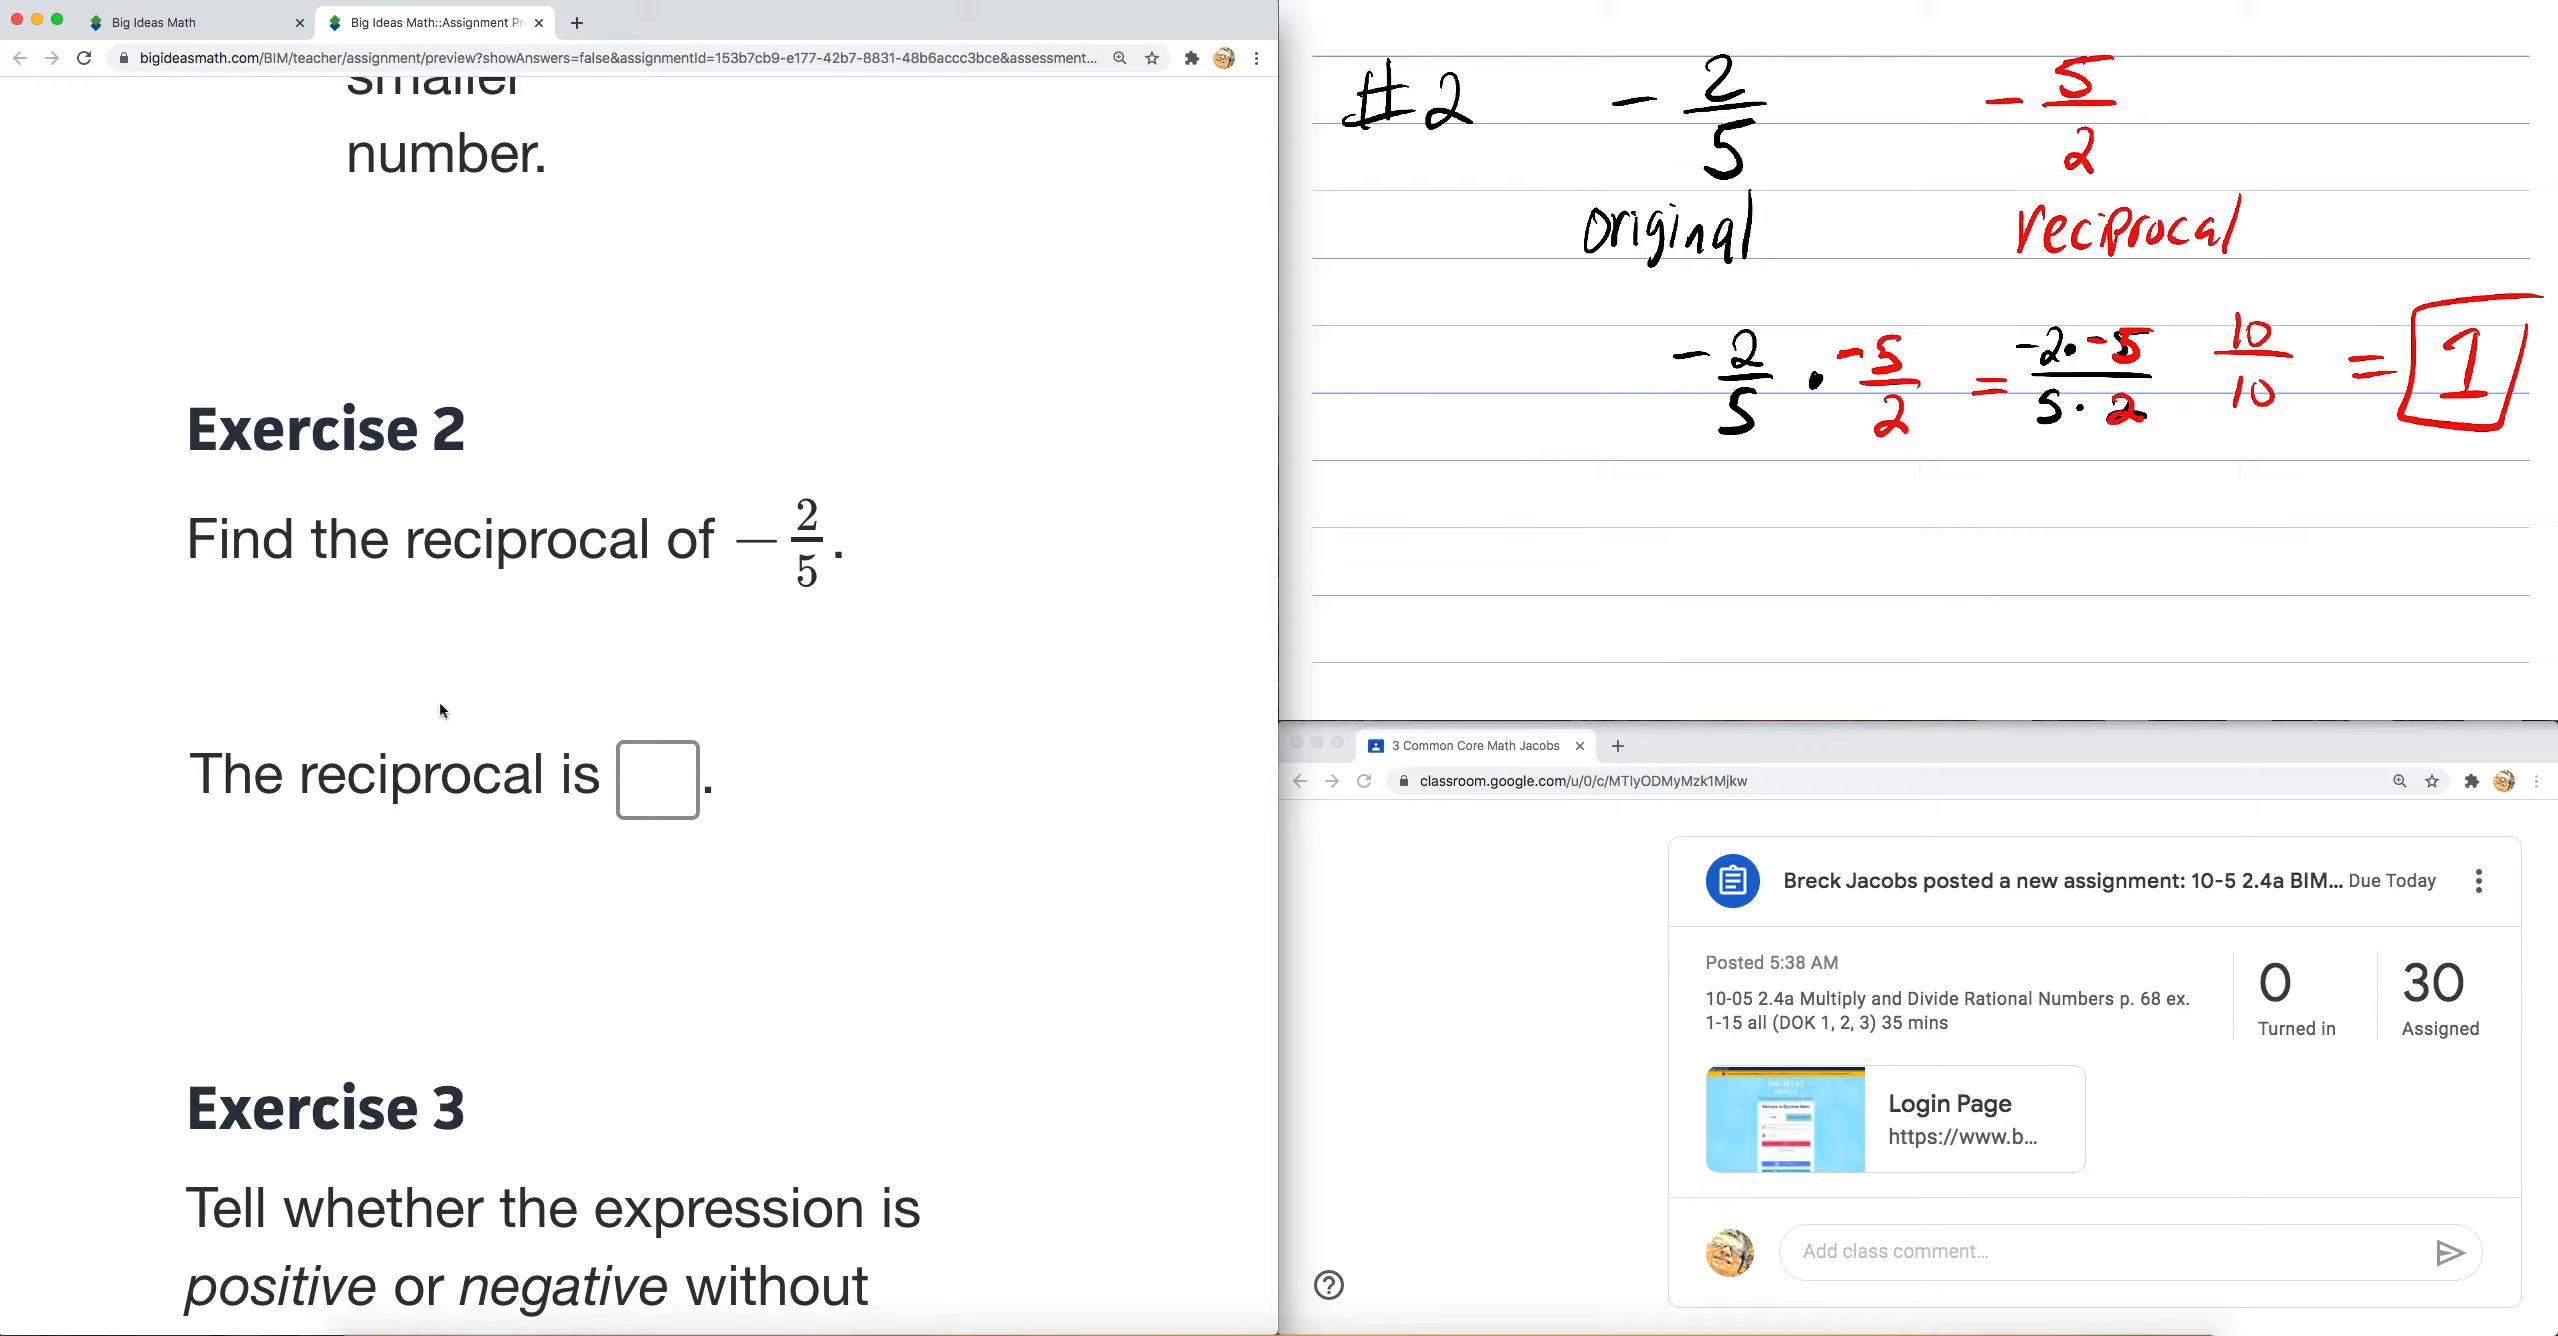 Big Ideas Math
Big Ideas Math::Assignment Pr
bigideasmath.com/BIM/teacher/assignment/preview?showAnswers=false&assignmentId=153b7cb9-e177-42b7-8831-48b6accc3bce&assessment...
smaller
number.
Exercise 2
Find the reciprocal of − 2/5.
The reciprocal is .
Exercise 3
Tell whether the expression is
positive or negative without
#2 - 2/5 - 5/2
original reciprocal
- 2/5 • -5/2 = -2•-5/5•2 10/10 = 1
3 Common Core Math Jacobs
classroom.google.com/u/0/c/MTIyODMyMzk1Mjkw
Breck Jacobs posted a new assignment: 10-5 2.4a BIM... Due Today
Posted 5:38 AM
10-05 2.4a Multiply and Divide Rational Numbers p. 68 ex.
1-15 all (DOK 1, 2, 3) 35 mins
0
Turned in
30
Assigned
Login Page
https://www.b...
Add class comment...